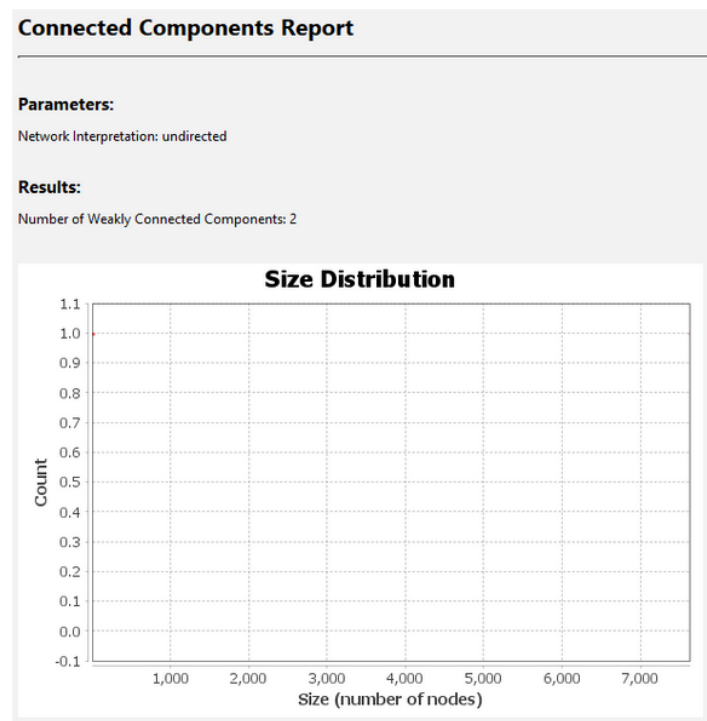 Connected Components Report
Parameters:
Network Interpretation: undirected
Results:
Number of Weakly Connected Components: 2
Size Distribution
1.1
1.0
0.9
0.8
0.7
0.6
0.5
0.4
0.3
0.2
0.1
0.0
-0.1
Count
1,000 2,000 3,000 4,000 5,000 6,000 7,000
Size (number of nodes)